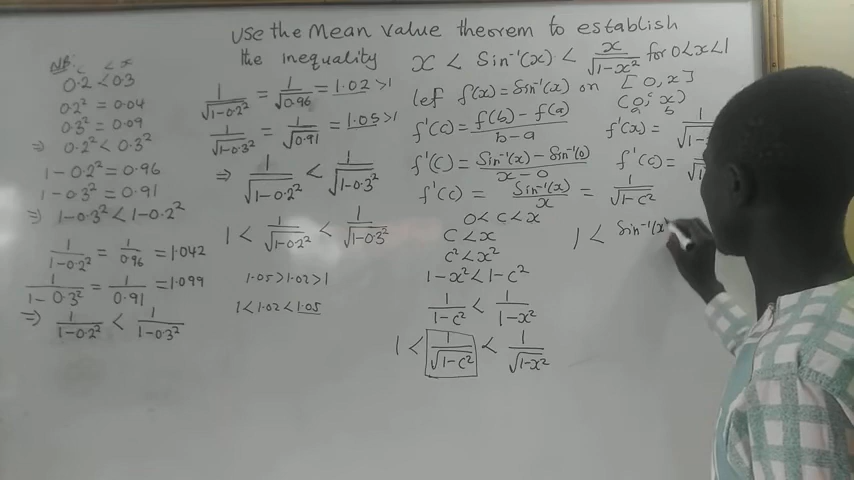 Use the Mean value theorem to establish
the inequality x < Sin⁻¹(x) < x/√(1-x²) for 0<x<1
NB:
c < x
0.2 < 0.3
0.2² = 0.04
0.3² = 0.09
⇒ 0.2² < 0.3²
1-0.2² = 0.96
1-0.3² = 0.91
⇒ 1-0.3² < 1-0.2²
1/(1-0.2²) = 1/0.96 = 1.042
1/(1-0.3²) = 1/0.91 = 1.099
⇒ 1/(1-0.2²) < 1/(1-0.3²)
1/√(1-0.2²) = 1/√0.96 = 1.02 >1
1/√(1-0.3²) = 1/√0.91 = 1.05 >1
⇒ 1/√(1-0.2²) < 1/√(1-0.3²)
1 < 1/√(1-0.2²) < 1/√(1-0.3²)
1.05 > 1.02 > 1
1 < 1.02 < 1.05
let f'(x) = Sin⁻¹(x) on [0, x]
(0, x)
a b
f'(c) = (f(b) - f(a))/(b-a)
f'(x) = 1/
f'(c) = (Sin⁻¹(x) - Sin⁻¹(0))/(x-0)
f'(c) =
f'(c) = Sin⁻¹(x)/x = 1/√(1-c²)
0 < c < x
c < x
c² < x²
1-x² < 1-c²
1/(1-c²) < 1/(1-x²)
1 < 1/√(1-c²) < 1/√(1-x²)
1 < Sin⁻¹(x